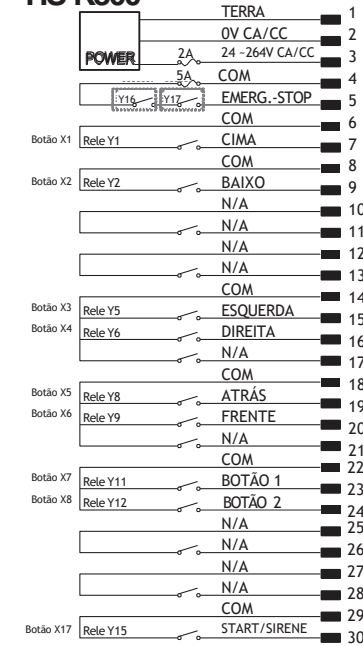 TERRA 1
0V CA/CC 2
POWER 2A 24 ~264V CA/CC 3
5A COM 4
Y16 Y17 EMERG.-STOP 5
COM 6
Botão X1 Rele Y1 CIMA 7
COM 8
Botão X2 Rele Y2 BAIXO 9
N/A 10
11
N/A 12
N/A 13
COM 14
Botão X3 Rele Y5 ESQUERDA 15
Botão X4 Rele Y6 DIREITA 16
N/A 17
COM 18
Botão X5 Rele Y8 ATRÁS 19
Botão X6 Rele Y9 FRENTE 20
N/A 21
COM 22
Botão X7 Rele Y11 BOTÃO 1 23
Botão X8 Rele Y12 BOTÃO 2 24
N/A 25
N/A 26
N/A 27
N/A 28
COM 29
Botão X17 Rele Y15 START/SIRENE 30